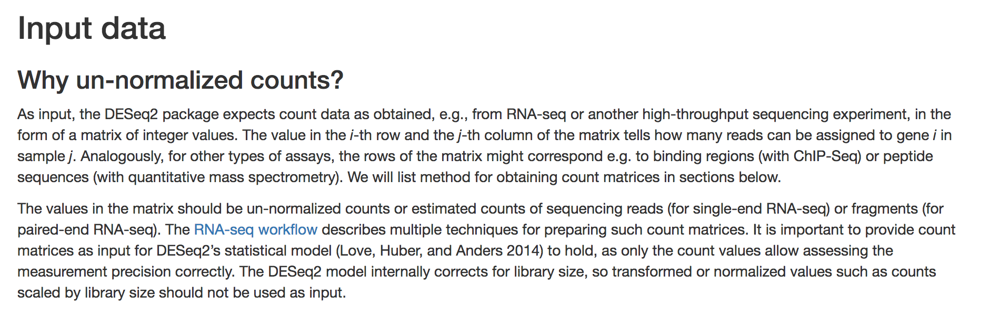 Input data
Why un-normalized counts?
As input, the DESeq2 package expects count data as obtained, e.g., from RNA-seq or another high-throughput sequencing experiment, in the
form of a matrix of integer values. The value in the i-th row and the j-th column of the matrix tells how many reads can be assigned to gene i in
sample j. Analogously, for other types of assays, the rows of the matrix might correspond e.g. to binding regions (with ChIP-Seq) or peptide
sequences (with quantitative mass spectrometry). We will list method for obtaining count matrices in sections below.
The values in the matrix should be un-normalized counts or estimated counts of sequencing reads (for single-end RNA-seq) or fragments (for
paired-end RNA-seq). The RNA-seq workflow describes multiple techniques for preparing such count matrices. It is important to provide count
matrices as input for DESeq2’s statistical model (Love, Huber, and Anders 2014) to hold, as only the count values allow assessing the
measurement precision correctly. The DESeq2 model internally corrects for library size, so transformed or normalized values such as counts
scaled by library size should not be used as input.